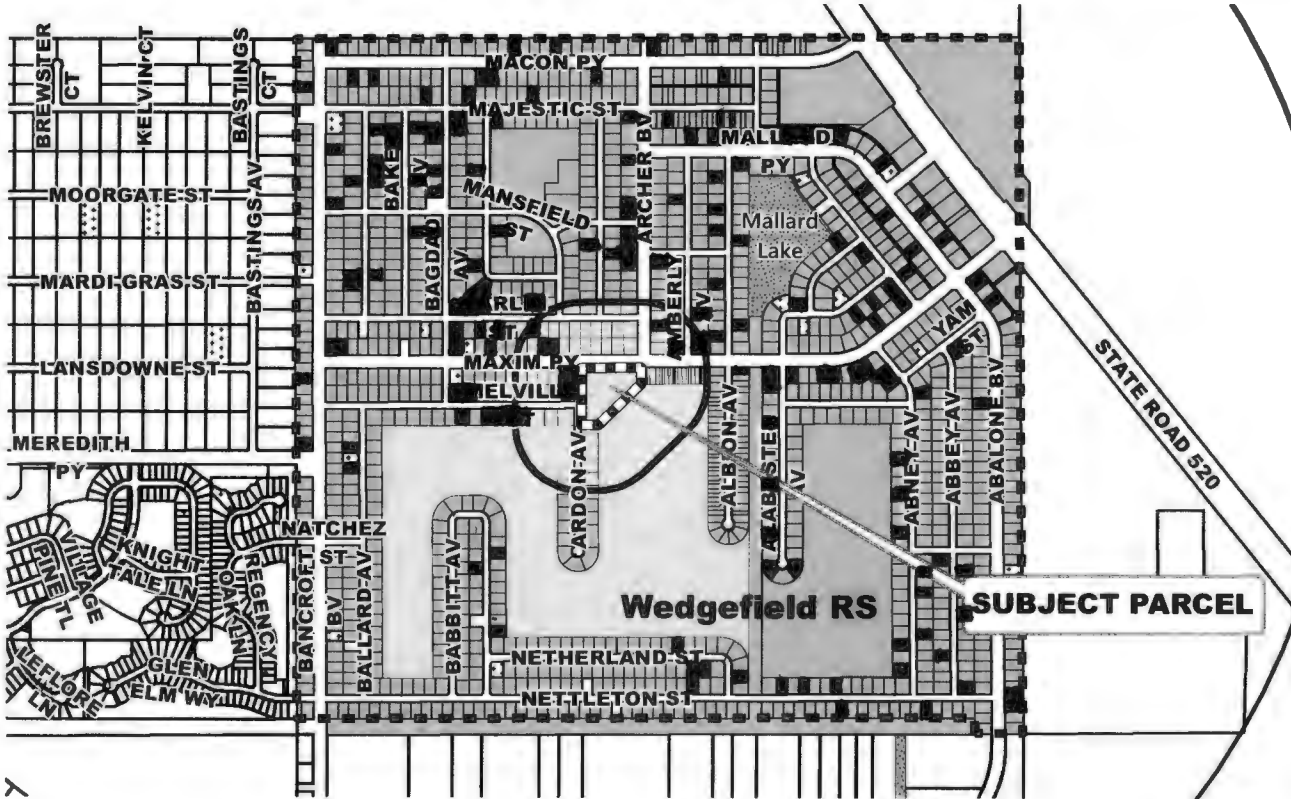 BREWSTER
CT
KELVIN CT
BASTINGS
CT
MACON PY
MAJESTIC ST
ARCHER BV
MALLARD
PY
MOORGATE ST
BASTINGS AV
BAKE
AV
MANSFIELD
ST
BAGDAD
AV
Mallard
Lake
MARDI GRAS ST
ST
AMBERLY
AV
YAM
ST
LANSDOWNE ST
MAXIM PY
MELVILL
STATE ROAD 520
MEREDITH
PY
CARDON AV
ALBION AV
ALABASTE
AV
ABNEY AV
ABBEY AV
ABALONE BV
NATCHEZ
ST
VILLAGE
PINE TL
KNIGHT
TALE LN
OAK LN
REGENCY
BANCROFT
BV
BALLARD AV
BABBITT AV
Wedgefield RS
SUBJECT PARCEL
LEFLORE
LN
GLEN
ELM WY
NETHERLAND ST
NETTLETON ST